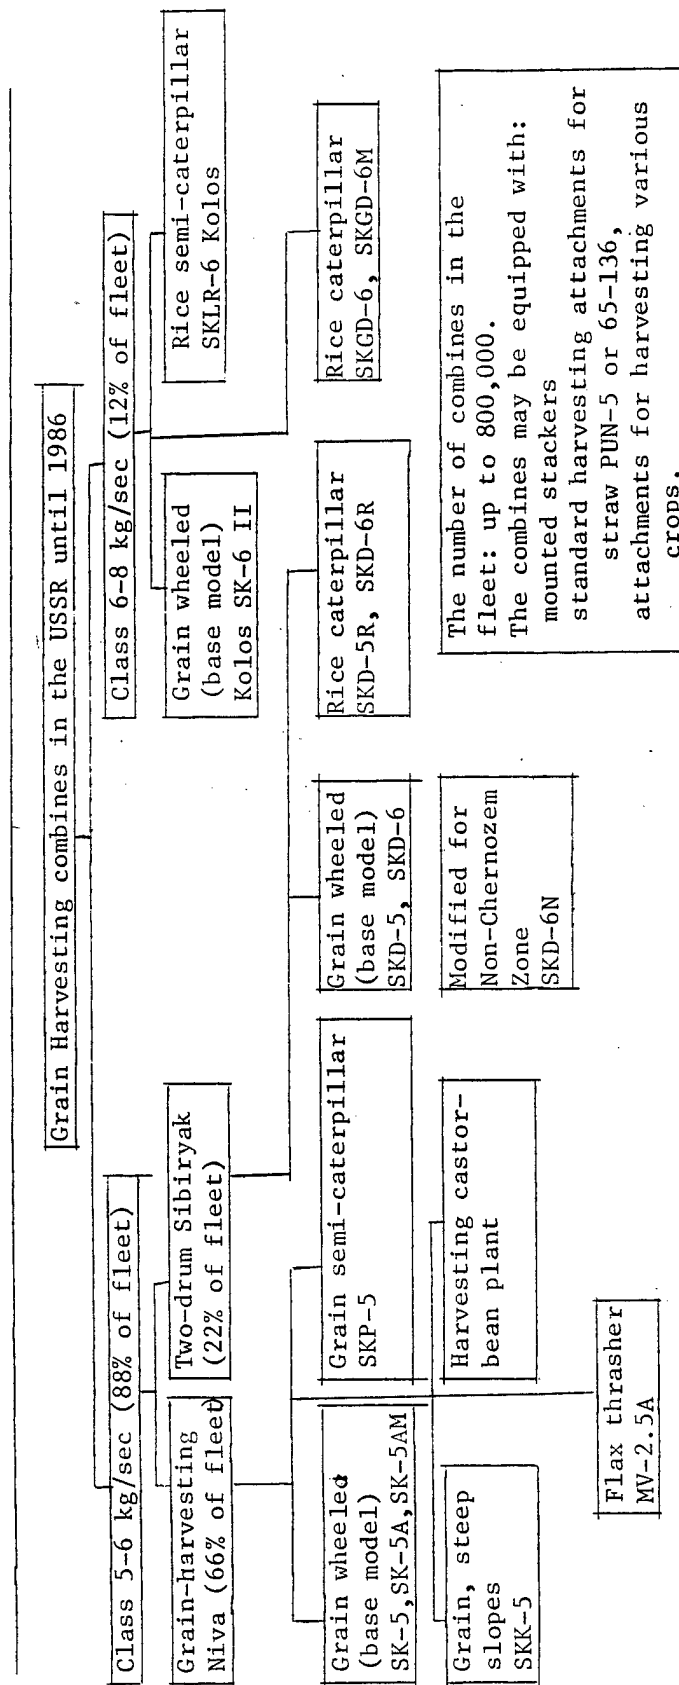 Grain Harvesting combines in the USSR until 1986
Class 5-6 kg/sec (88% of fleet)
Class 6-8 kg/sec (12% of fleet)
Grain-harvesting
Niva (66% of fleet)
Two-drum Sibiryak
(22% of fleet)
Grain wheeled
(base model)
Kolos SK-6 II
Rice semi-caterpillar
SKLR-6 Kolos
Grain wheeled
(base model)
SK-5,SK-5A,SK-5AM
Grain semi-caterpillar
SKP-5
Grain wheeled
(base model)
SKD-5, SKD-6
Rice caterpillar
SKD-5R, SKD-6R
Rice caterpillar
SKGD-6, SKGD-6M
Grain, steep
slopes
SKK-5
Harvesting castor-
bean plant
Modified for
Non-Chernozem
Zone
SKD-6N
The number of combines in the
fleet: up to 800,000.
The combines may be equipped with:
mounted stackers
standard harvesting attachments for
straw PUN-5 or 65-136,
attachments for harvesting various
crops.
Flax thrasher
MV-2.5A